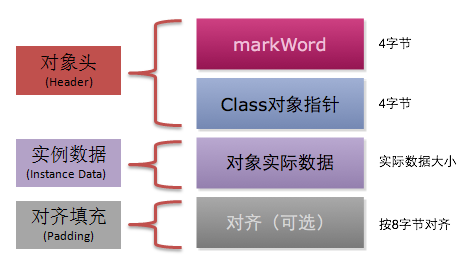 对象头
(Header)
markWord
4字节
Class对象指针
4字节
实例数据
(Instance Data)
对象实际数据
实际数据大小
对齐填充
(Padding)
对齐（可选）
按8字节对齐